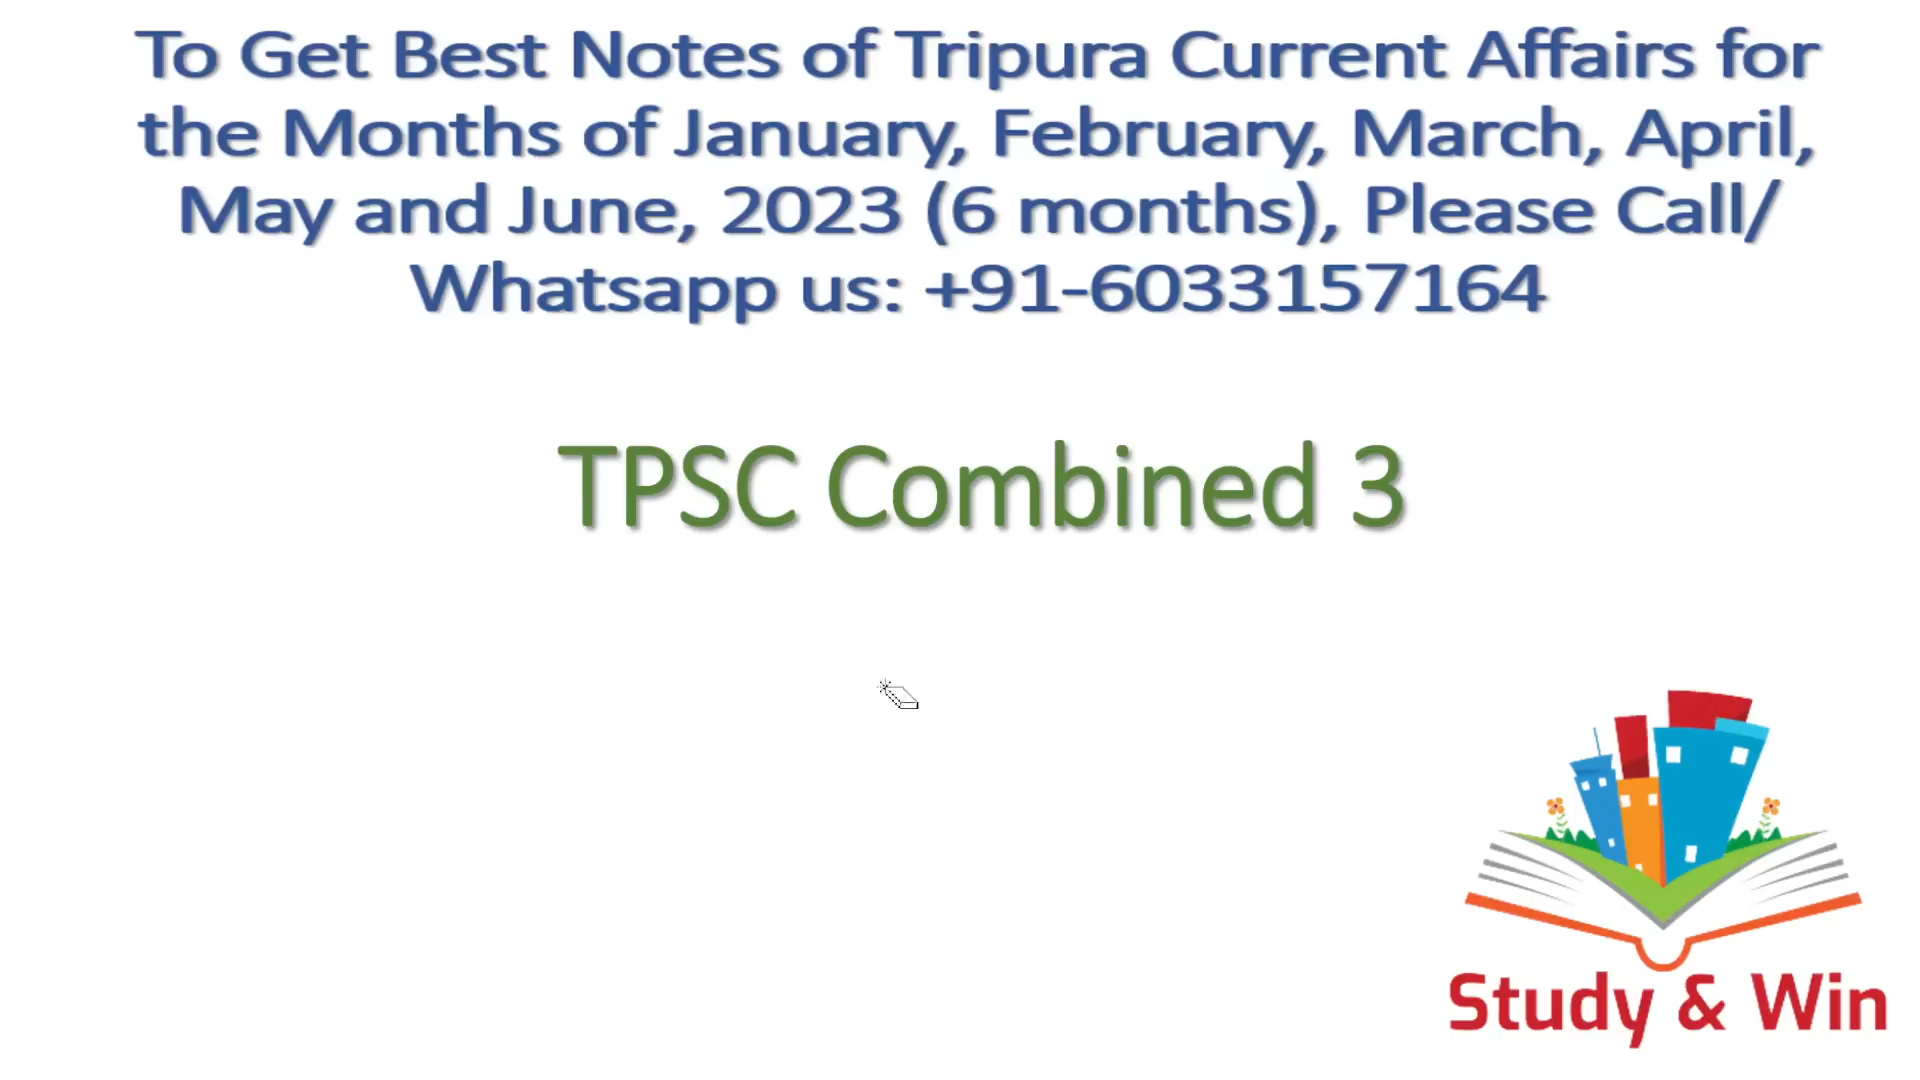 To Get Best Notes of Tripura Current Affairs for
the Months of January, February, March, April,
May and June, 2023 (6 months), Please Call/
Whatsapp us: +91-6033157164
TPSC Combined 3
Study & Win